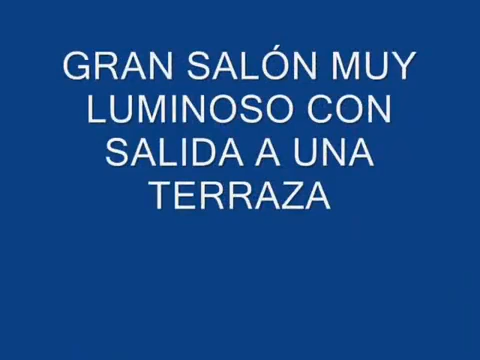 GRAN SALÓN MUY
LUMINOSO CON
SALIDA A UNA
TERRAZA